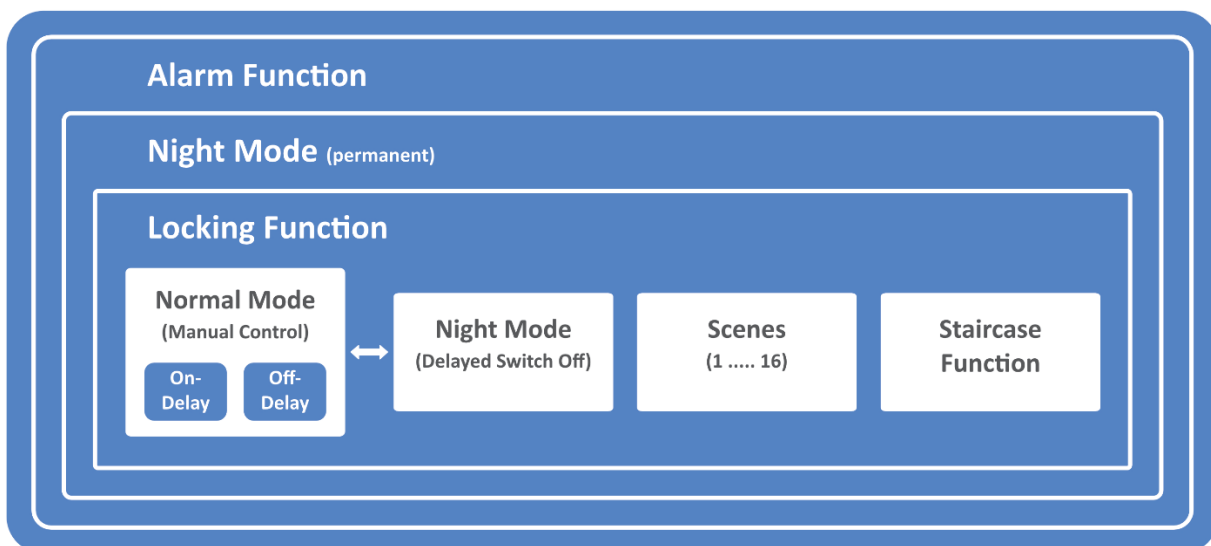 Alarm Function
Night Mode (permanent)
Locking Function
Normal Mode
(Manual Control)
On-
Delay
Off-
Delay
Night Mode
(Delayed Switch Off)
Scenes
(1 ..... 16)
Staircase
Function